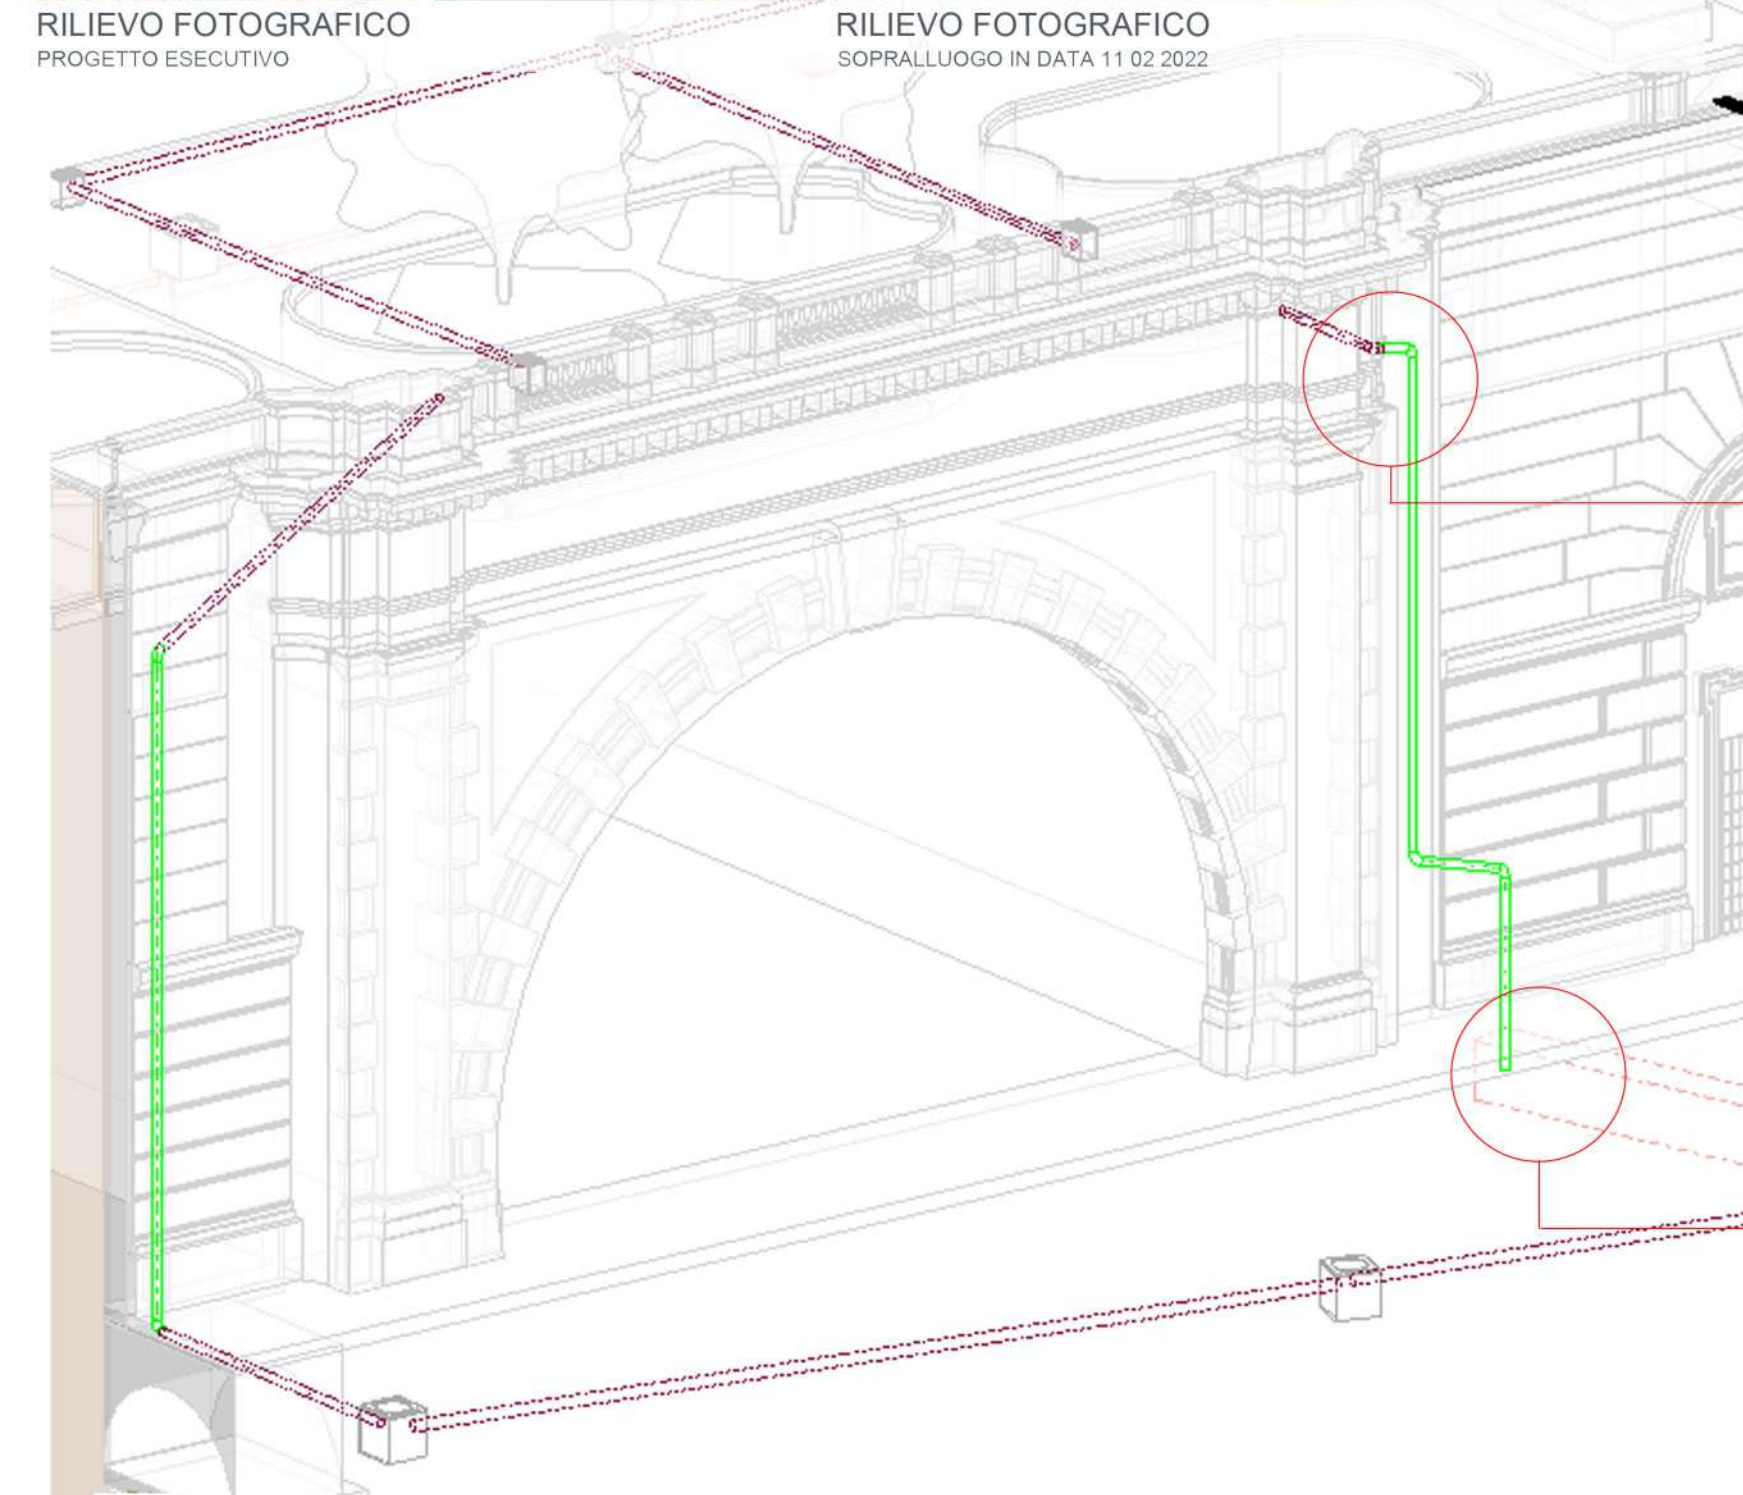 RILIEVO FOTOGRAFICO
PROGETTO ESECUTIVO
RILIEVO FOTOGRAFICO
SOPRALLUOGO IN DATA 11 02 2022